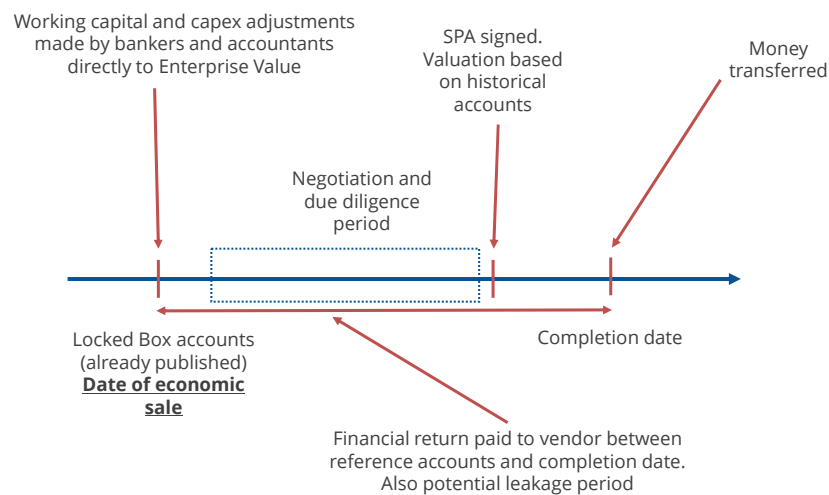 Working capital and capex adjustments
made by bankers and accountants
directly to Enterprise Value
SPA signed.
Valuation based
on historical
accounts
Money
transferred
Negotiation and
due diligence
period
Locked Box accounts
(already published)
Date of economic
sale
Completion date
Financial return paid to vendor between
reference accounts and completion date.
Also potential leakage period